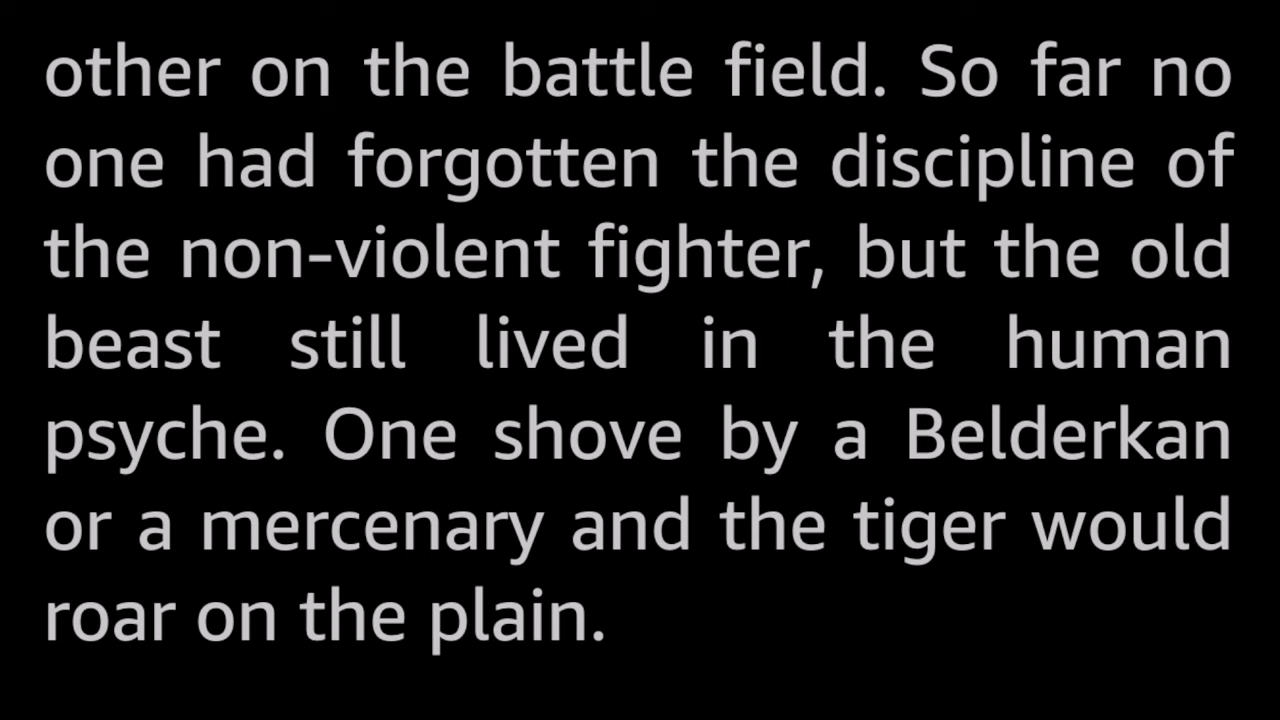 other on the battle field. So far no
one had forgotten the discipline of
the non-violent fighter, but the old
beast still lived in the human
psyche. One shove by a Belderkan
or a mercenary and the tiger would
roar on the plain.